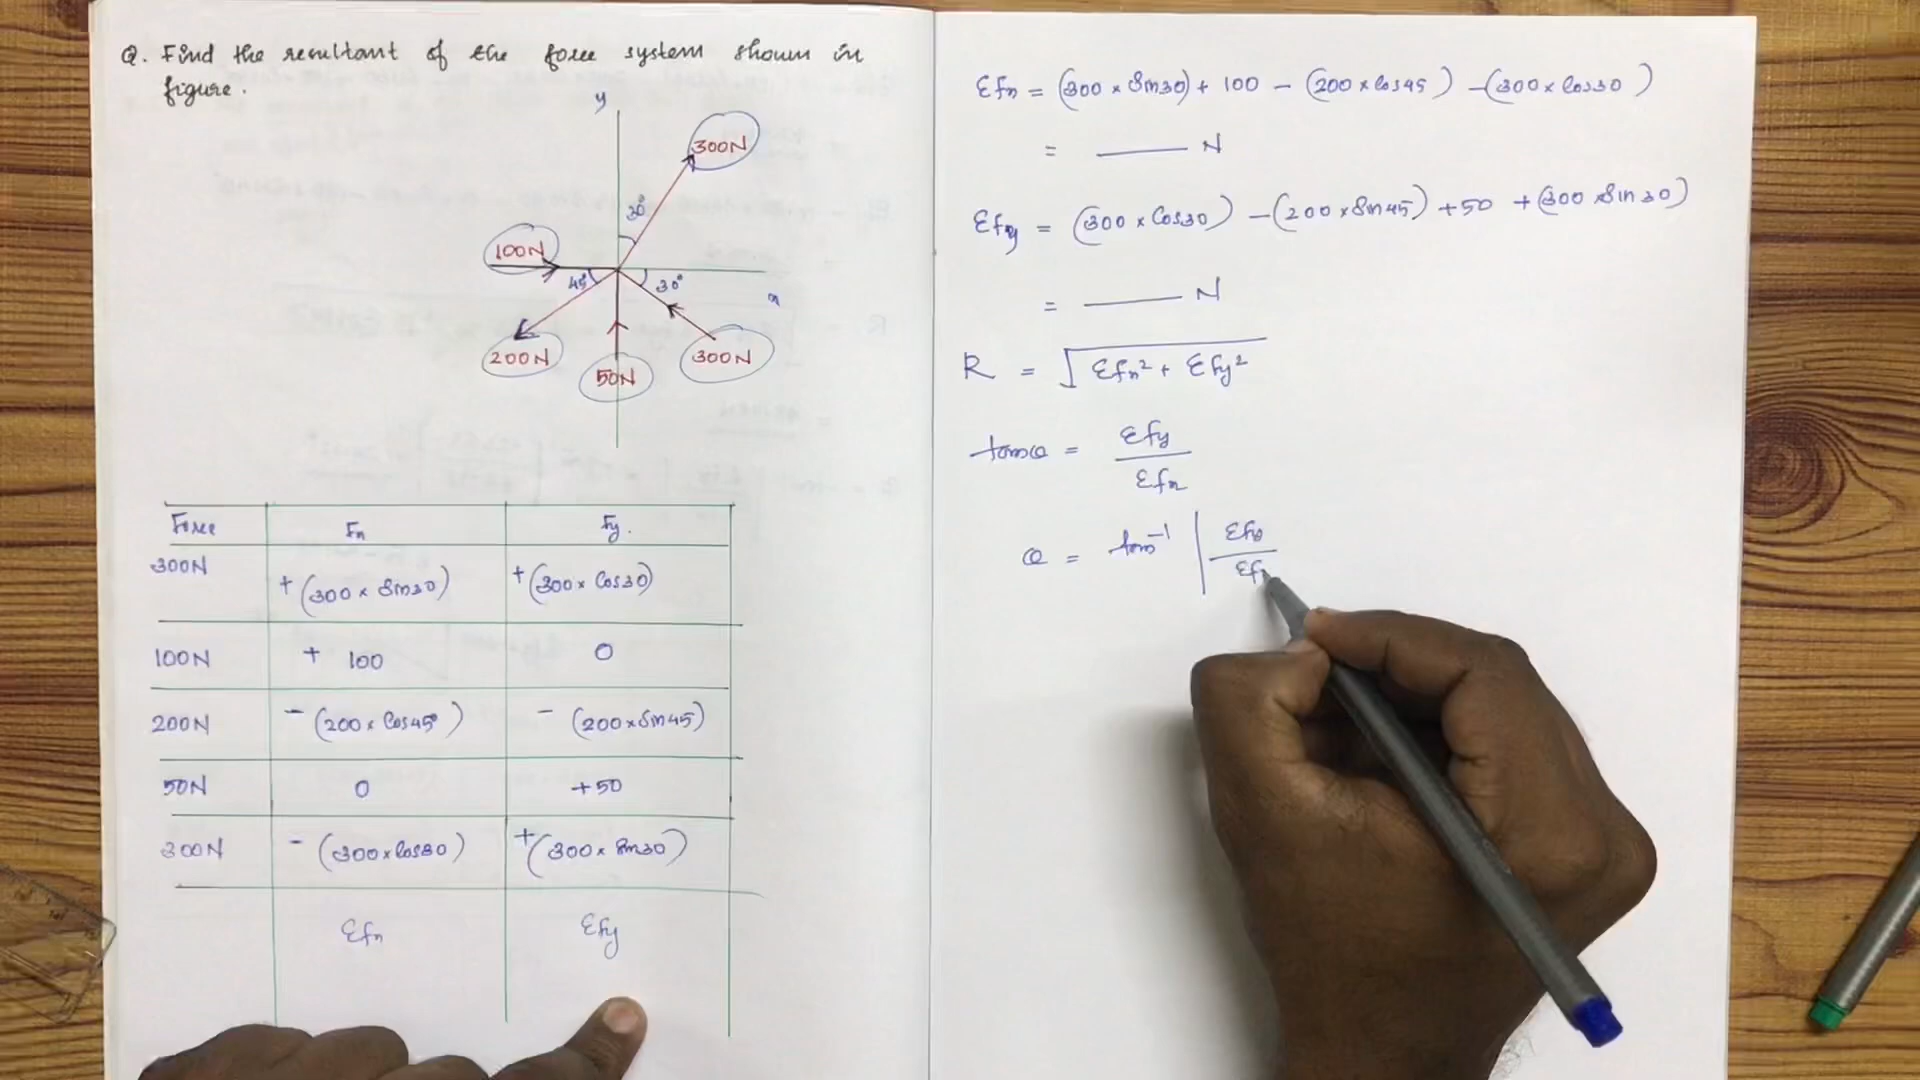 Q. Find the resultant of the force system shown in
figure.
y
300N
30°
100N
45°
30°
x
200N
50N
300N
Force Fx Fy.
300N +(300 × Sin30) +(300 × Cos30)
100N + 100 0
200N - (200 × Cos45°) - (200 × Sin45)
50N 0 +50
300N - (300 × Cos30) +(300 × Sin30)
Σfx Σfy
Σfx = (300 × Sin30) + 100 - (200 × Cos45) - (300 × Cos30)
= ___ N
Σfy = (300 × Cos30) - (200 × Sin45) + 50 + (300 × Sin30)
= ___ N
R = √Σfx² + Σfy²
tanθ = Σfy
Σfx
θ = tan⁻¹ | Σfy
Σfx